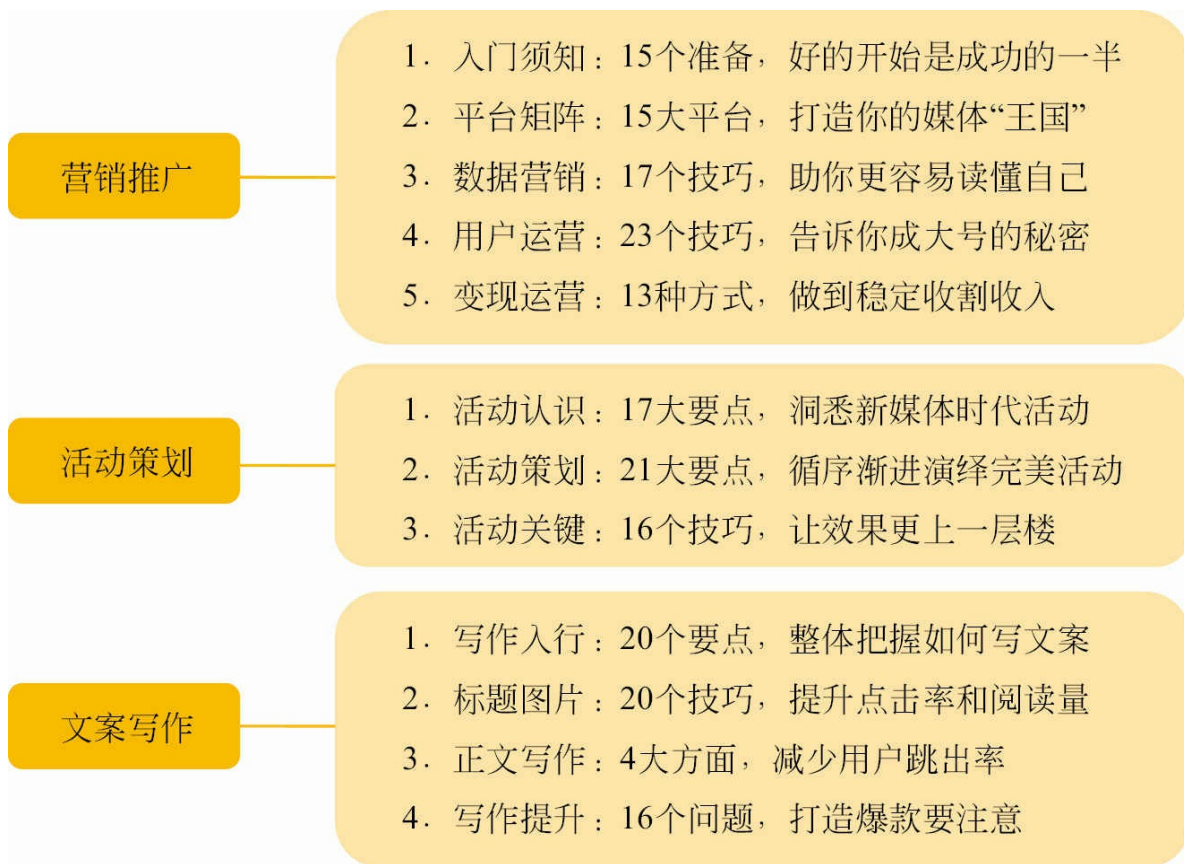 营销推广
1. 入门须知：15个准备，好的开始是成功的一半
2. 平台矩阵：15大平台，打造你的媒体“王国”
3. 数据营销：17个技巧，助你更容易读懂自己
4. 用户运营：23个技巧，告诉你成大号的秘密
5. 变现运营：13种方式，做到稳定收割收入
活动策划
1. 活动认识：17大要点，洞悉新媒体时代活动
2. 活动策划：21大要点，循序渐进演绎完美活动
3. 活动关键：16个技巧，让效果更上一层楼
文案写作
1. 写作入行：20个要点，整体把握如何写文案
2. 标题图片：20个技巧，提升点击率和阅读量
3. 正文写作：4大方面，减少用户跳出率
4. 写作提升：16个问题，打造爆款要注意